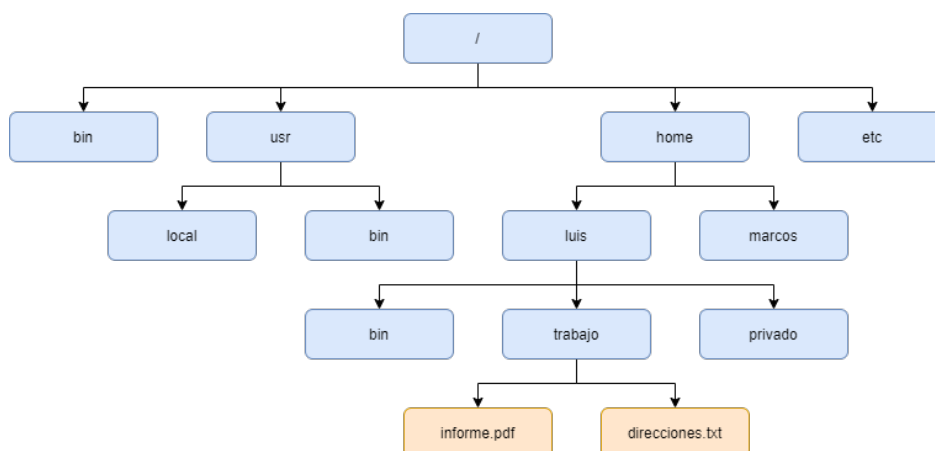 /
bin
usr
home
etc
local
bin
luis
marcos
bin
trabajo
privado
informe.pdf
direcciones.txt